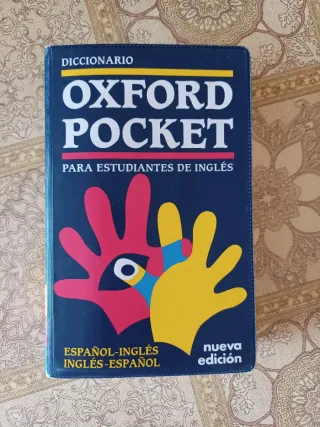 DICCIONARIO
OXFORD
POCKET
PARA ESTUDIANTES DE INGLÉS
ESPAÑOL-INGLÉS
INGLÉS-ESPAÑOL
nueva
edición